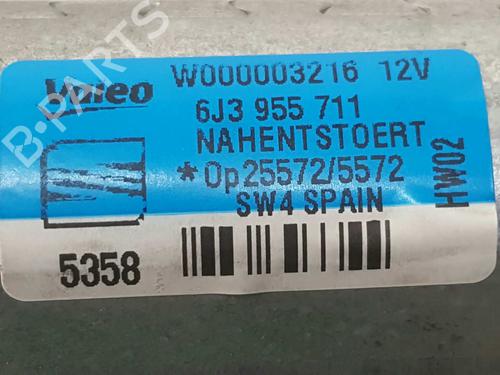 Valeo W000003216 12V
6J3 955 711
NAHENTSTOERT
*Op25572/5572
SW4 SPAIN
HW02
5358
B-PARTS